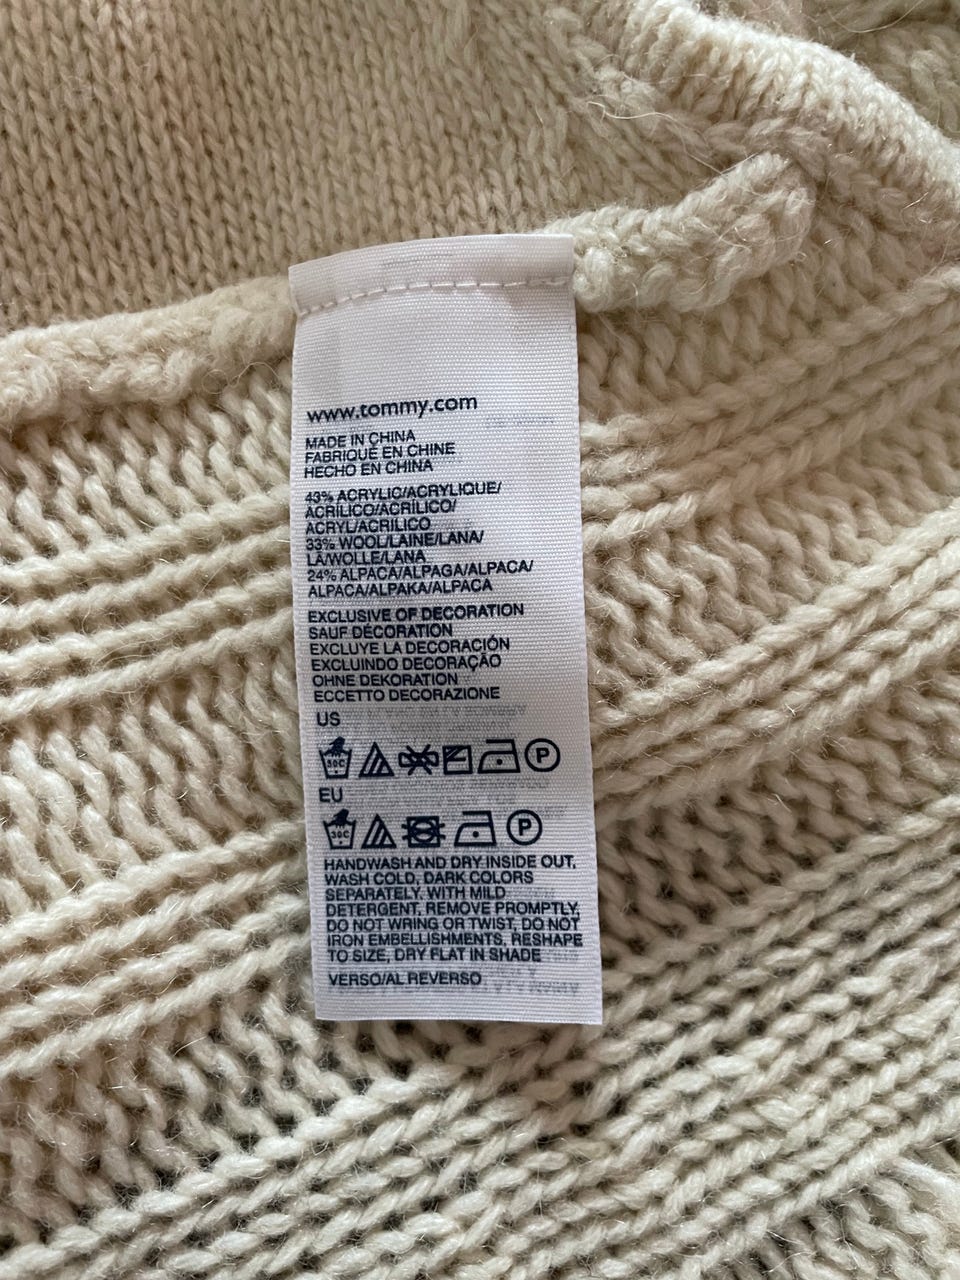 www.tommy.com
MADE IN CHINA
FABRIQUÉ EN CHINE
HECHO EN CHINA
43% ACRYLIC/ACRYLIQUE/
ACRÍLICO/ACRÍLICO/
ACRYL/ACRILICO
33% WOOL/LAINE/LANA/
LÃ/WOLLE/LANA
24% ALPACA/ALPAGA/ALPACA/
ALPACA/ALPAKA/ALPACA
EXCLUSIVE OF DECORATION
SAUF DÉCORATION
EXCLUYE LA DECORACIÓN
EXCLUINDO DECORAÇÃO
OHNE DEKORATION
ECCETTO DECORAZIONE
US
30C P
EU
30C P
HANDWASH AND DRY INSIDE OUT,
WASH COLD, DARK COLORS
SEPARATELY, WITH MILD
DETERGENT, REMOVE PROMPTLY,
DO NOT WRING OR TWIST, DO NOT
IRON EMBELLISHMENTS, RESHAPE
TO SIZE, DRY FLAT IN SHADE
VERSO/AL REVERSO